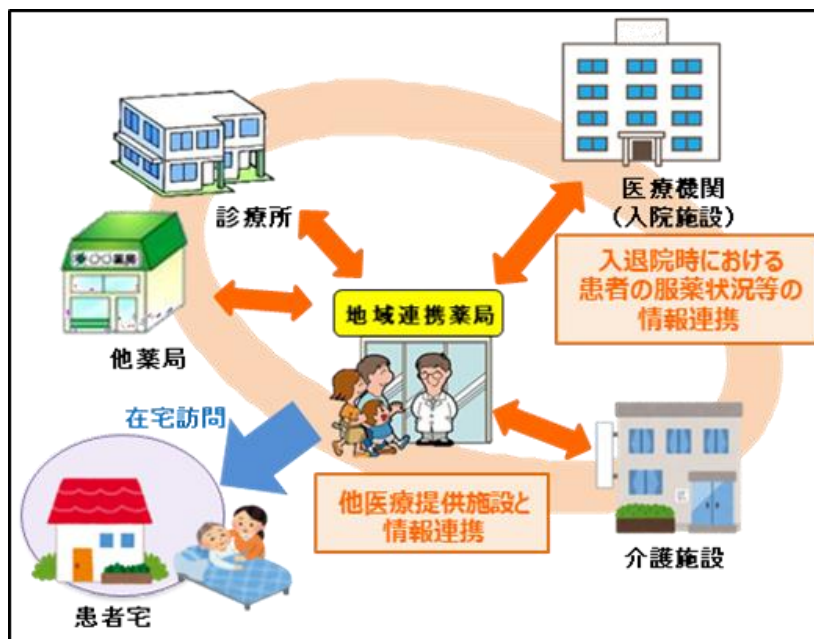 診療所
医療機関
（入院施設）
○○薬局
他薬局
地域連携薬局
入退院時における
患者の服薬状況等の
情報連携
在宅訪問
他医療提供施設と
情報連携
介護施設
患者宅